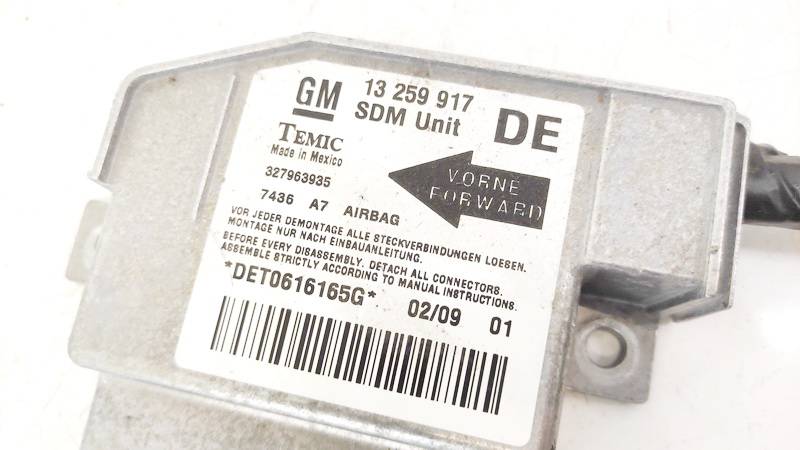 GM 13 259 917 DE
SDM Unit
TEMIC
Made in Mexico
327963935
7436 A7 AIRBAG
VORNE
FORWARD
VOR JEDER DEMONTAGE ALLE STECKVERBINDUNGEN LOESEN.
MONTAGE NUR NACH EINBAUANLEITUNG.
BEFORE EVERY DISASSEMBLY. DETACH ALL CONNECTORS.
ASSEMBLE STRICTLY ACCORDING TO MANUAL INSTRUCTIONS.
*DET0616165G* 02/09 01